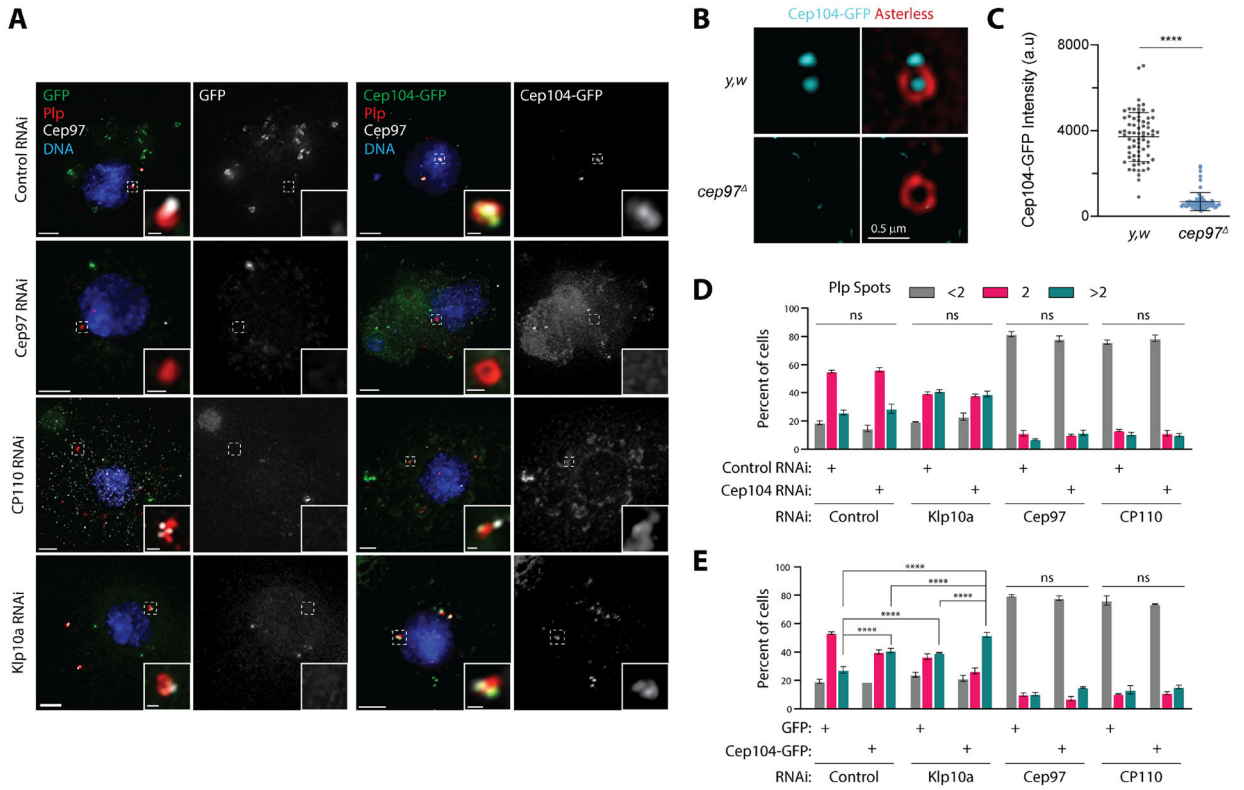 A
GFP
Plp
Cep97
DNA
GFP
Cep104-GFP
Plp
Cep97
DNA
Cep104-GFP
Control RNAi
Cep97 RNAi
CP110 RNAi
Klp10a RNAi
B
Cep104-GFP Asterless
y,w
cep97Δ
0.5 μm
C
****
Cep104-GFP Intensity (a.u)
8000
4000
0
y,w
cep97Δ
D
Plp Spots <2 2 >2
ns ns ns ns
Percent of cells
100
80
60
40
20
0
Control RNAi: + + + +
Cep104 RNAi: + + + +
RNAi: Control Klp10a Cep97 CP110
E
****
****
****
****
****
ns ns
Percent of cells
100
80
60
40
20
0
GFP: + + + +
Cep104-GFP: + + + +
RNAi: Control Klp10a Cep97 CP110